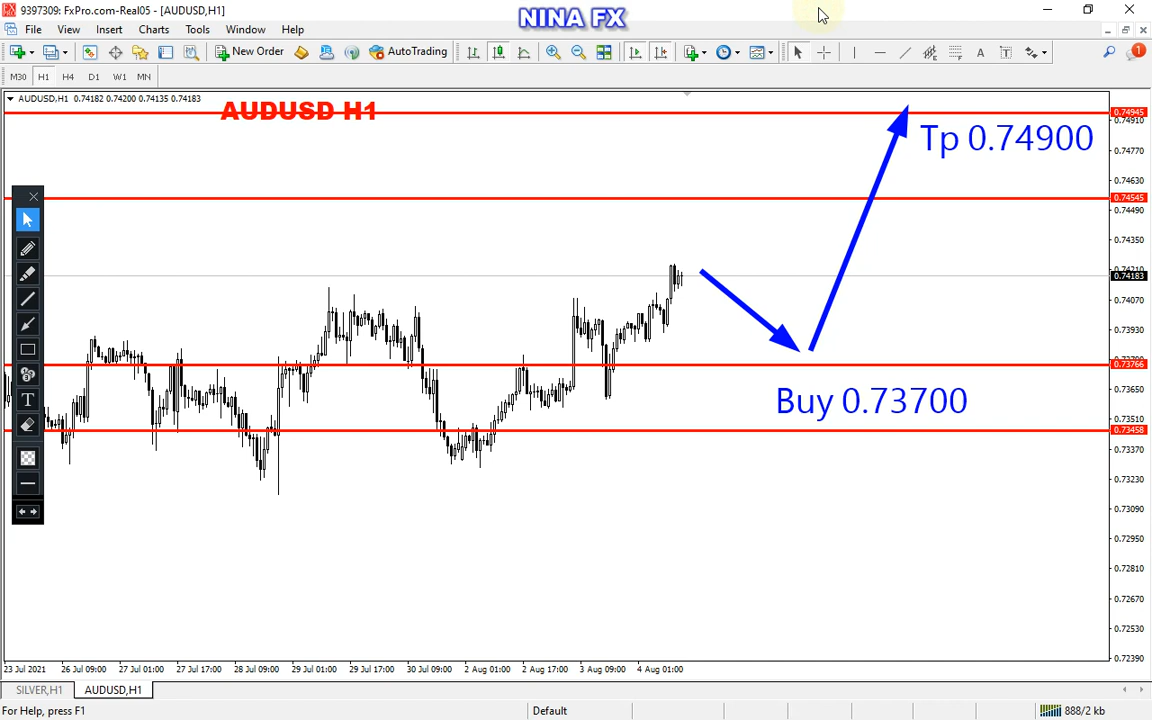 9397309: FxPro.com-Real05 - [AUDUSD,H1]
NINA FX
File View Insert Charts Tools Window Help
New Order AutoTrading A T 1
M30 H1 H4 D1 W1 MN
AUDUSD,H1 0.74182 0.74200 0.74135 0.74183
AUDUSD H1
0.74945
0.74910
Tp 0.74900
0.74770
0.74630
0.74545
0.74490
0.74350
0.74183
0.74070
0.73930
0.73766
0.73650
Buy 0.73700
T
0.73510
0.73458
0.73370
0.73230
0.73090
0.72950
0.72810
0.72670
0.72530
0.72390
23 Jul 2021 26 Jul 09:00 27 Jul 01:00 27 Jul 17:00 28 Jul 09:00 29 Jul 01:00 29 Jul 17:00 30 Jul 09:00 2 Aug 01:00 2 Aug 17:00 3 Aug 09:00 4 Aug 01:00
SILVER,H1 AUDUSD,H1
For Help, press F1 Default 888/2 kb